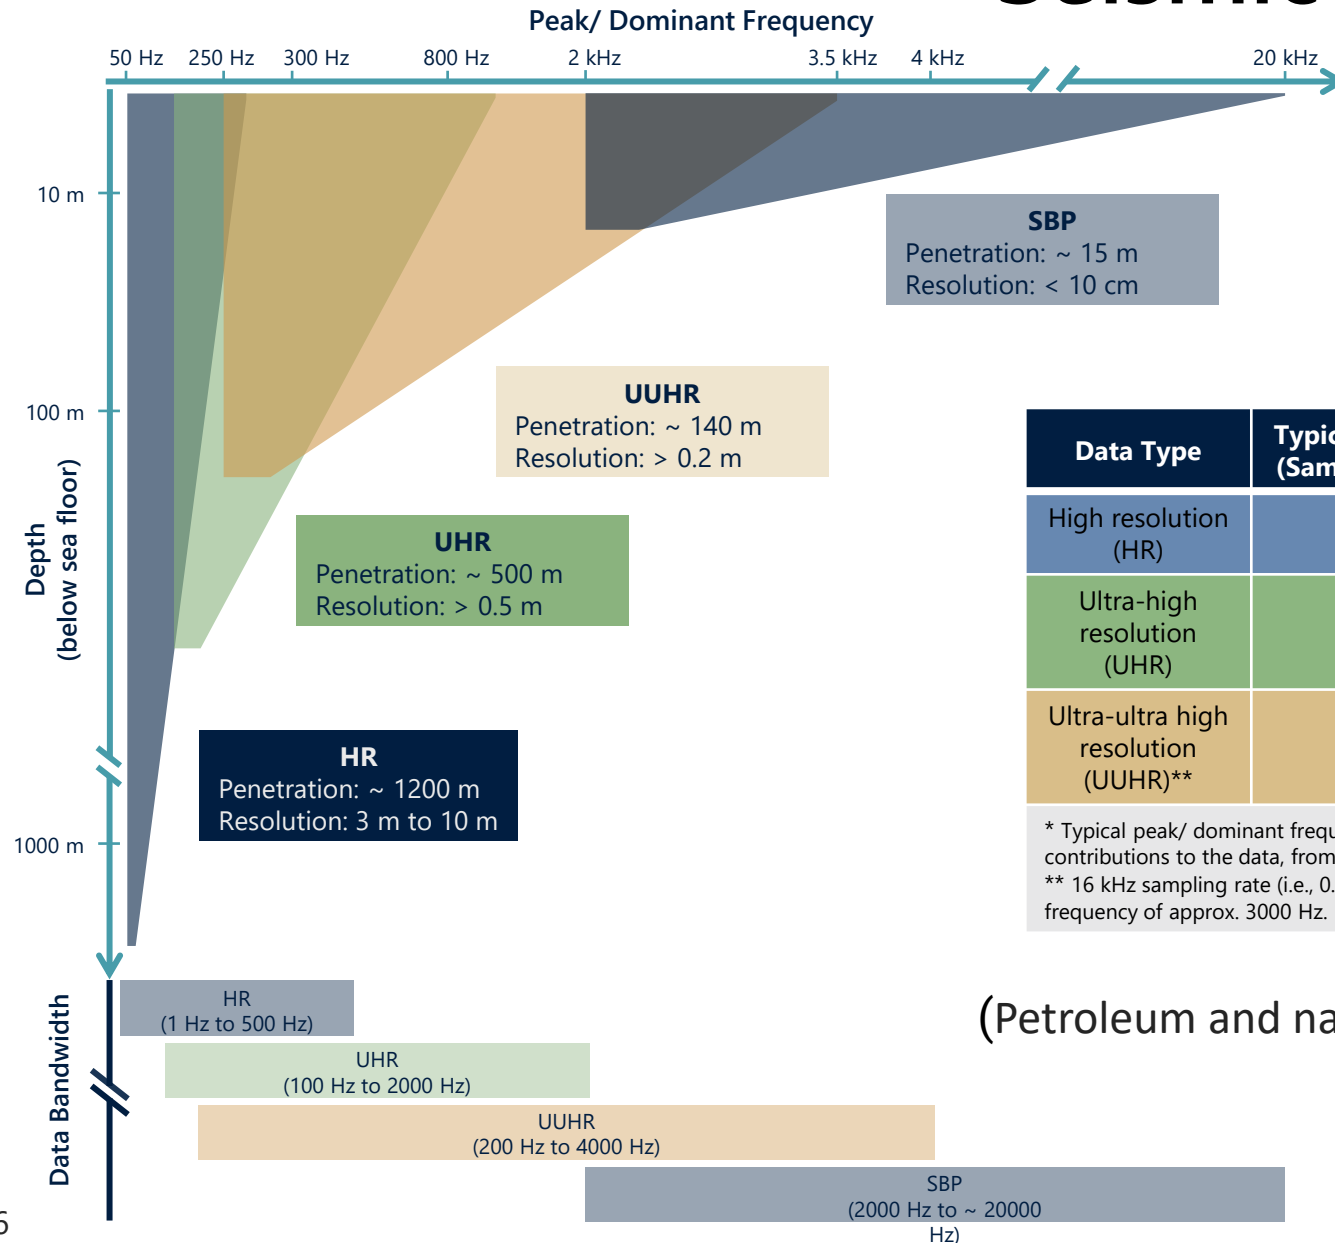 Peak/ Dominant Frequency
50 Hz 250 Hz 300 Hz 800 Hz 2 kHz 3.5 kHz 4 kHz 20 kHz
10 m
100 m
1000 m
Depth
(below sea floor)
SBP
Penetration: ~ 15 m
Resolution: < 10 cm
UUHR
Penetration: ~ 140 m
Resolution: > 0.2 m
UHR
Penetration: ~ 500 m
Resolution: > 0.5 m
HR
Penetration: ~ 1200 m
Resolution: 3 m to 10 m
Data Type
High resolution
(HR)
Ultra-high
resolution
(UHR)
Ultra-ultra high
resolution
(UUHR)**
* Typical peak/ dominant
contributions to the data, from
** 16 kHz sampling rate (i.e., 0.
frequency of approx. 3000 Hz.
(Petroleum and
Data Bandwidth
HR
(1 Hz to 500 Hz)
UHR
(100 Hz to 2000 Hz)
UUHR
(200 Hz to 4000 Hz)
SBP
(2000 Hz to ~ 20000
Hz)
6